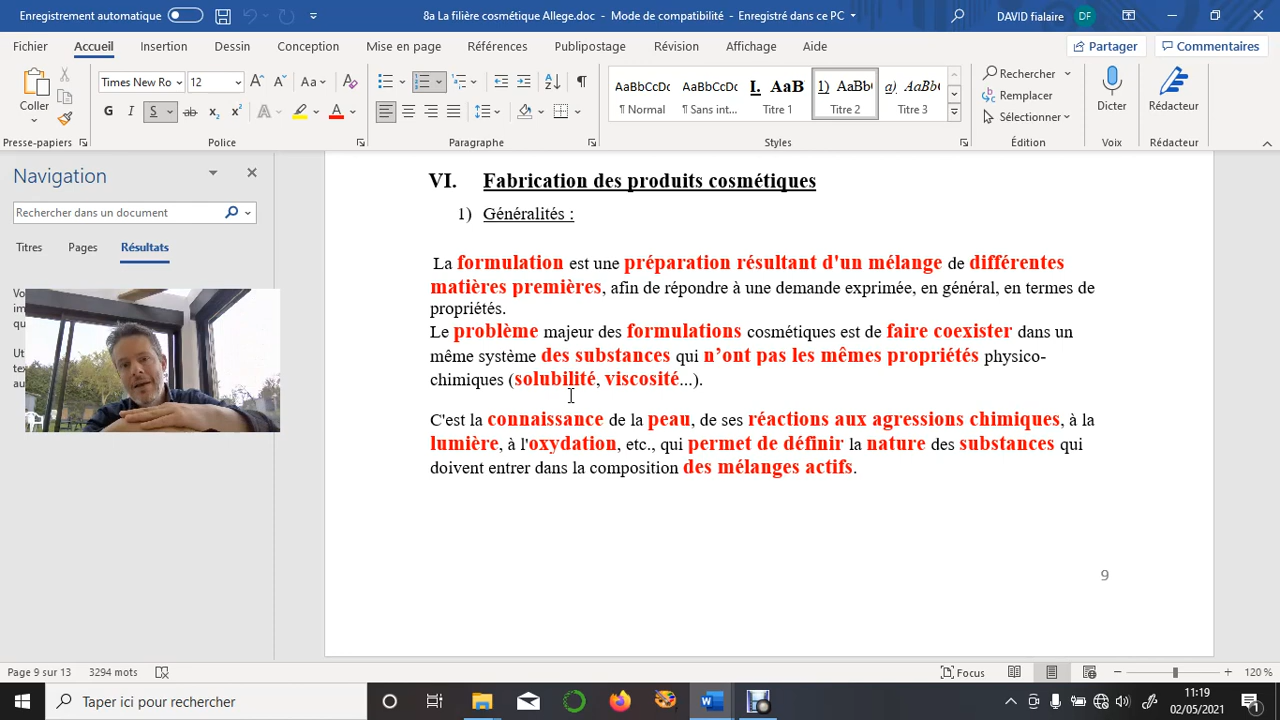 Enregistrement automatique
8a La filière cosmétique Allege.doc - Mode de compatibilité - Enregistré dans ce PC
DAVID fialaire DF
Fichier Accueil Insertion Dessin Conception Mise en page Références Publipostage Révision Affichage Aide Partager Commentaires
Coller
Times New Ro 12
AaBbCcDc AaBbCcDc I. AaB 1) AaBb( a) AaBb(
¶ Normal ¶ Sans int... Titre 1 ¶ Titre 2 ¶ Titre 3
Rechercher
Remplacer
Sélectionner
Dicter
Rédacteur
Presse-papiers Police Paragraphe Styles Édition Voix Rédacteur
Navigation
Rechercher dans un document
Titres Pages Résultats
VI. Fabrication des produits cosmétiques
1) Généralités :
La formulation est une préparation résultant d'un mélange de différentes
matières premières, afin de répondre à une demande exprimée, en général, en termes de
propriétés.
Le problème majeur des formulations cosmétiques est de faire coexister dans un
même système des substances qui n’ont pas les mêmes propriétés physico-
chimiques (solubilité, viscosité...).
C'est la connaissance de la peau, de ses réactions aux agressions chimiques, à la
lumière, à l'oxydation, etc., qui permet de définir la nature des substances qui
doivent entrer dans la composition des mélanges actifs.
9
Page 9 sur 13 3294 mots Focus 120 %
Taper ici pour rechercher
11:19
02/05/2021